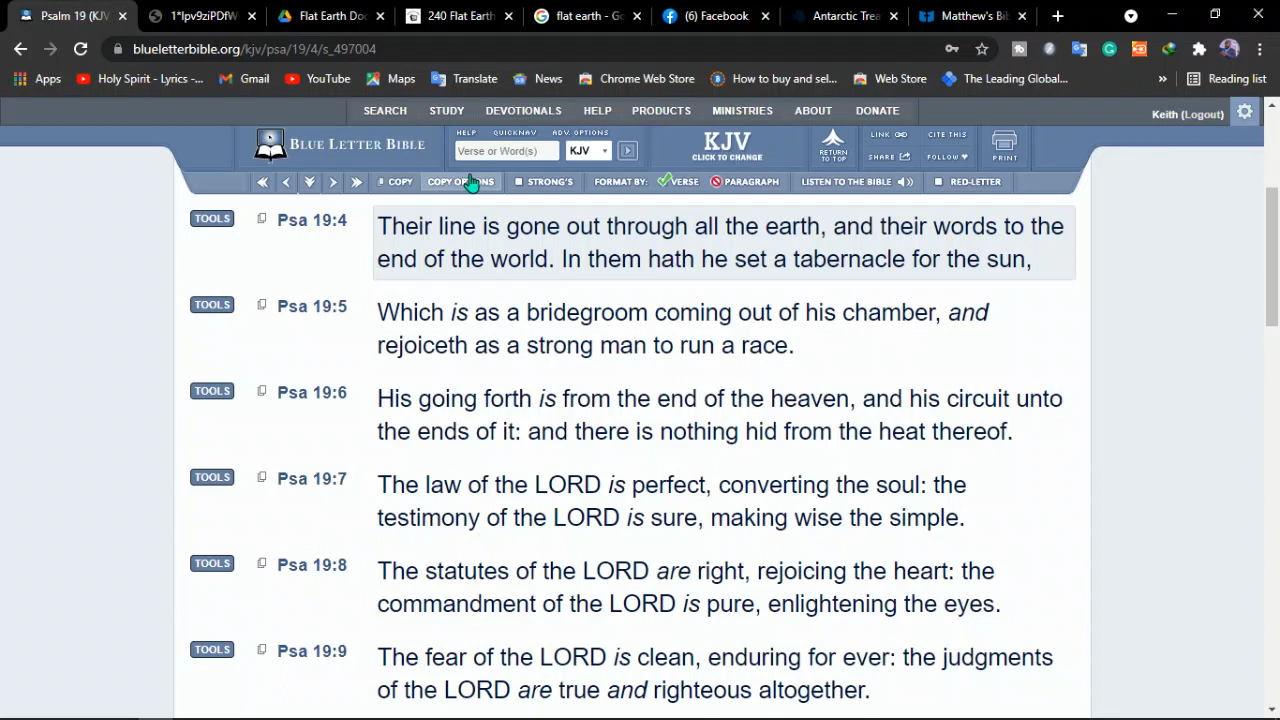 Psalm 19 (KJV
1*Ipv9ziPDfW
Flat Earth Doc
240 Flat Earth
flat earth - Go
(6) Facebook
Antarctic Trea
Matthew's Bib
blueletterbible.org/kjv/psa/19/4/s_497004
Apps
Holy Spirit - Lyrics -...
Gmail
YouTube
Maps
Translate
News
Chrome Web Store
How to buy and sel...
Web Store
The Leading Global...
»
Reading list
SEARCH STUDY DEVOTIONALS HELP PRODUCTS MINISTRIES ABOUT DONATE
Keith (Logout)
BLUE LETTER BIBLE
HELP QUICKNAV ADV. OPTIONS
Verse or Word(s)
KJV
KJV
CLICK TO CHANGE
RETURN
TO TOP
LINK
CITE THIS
SHARE
FOLLOW
PRINT
COPY COPY OPTIONS STRONG'S FORMAT BY: VERSE PARAGRAPH LISTEN TO THE BIBLE RED-LETTER
TOOLS Psa 19:4 Their line is gone out through all the earth, and their words to the
end of the world. In them hath he set a tabernacle for the sun,
TOOLS Psa 19:5 Which is as a bridegroom coming out of his chamber, and
rejoiceth as a strong man to run a race.
TOOLS Psa 19:6 His going forth is from the end of the heaven, and his circuit unto
the ends of it: and there is nothing hid from the heat thereof.
TOOLS Psa 19:7 The law of the LORD is perfect, converting the soul: the
testimony of the LORD is sure, making wise the simple.
TOOLS Psa 19:8 The statutes of the LORD are right, rejoicing the heart: the
commandment of the LORD is pure, enlightening the eyes.
TOOLS Psa 19:9 The fear of the LORD is clean, enduring for ever: the judgments
of the LORD are true and righteous altogether.